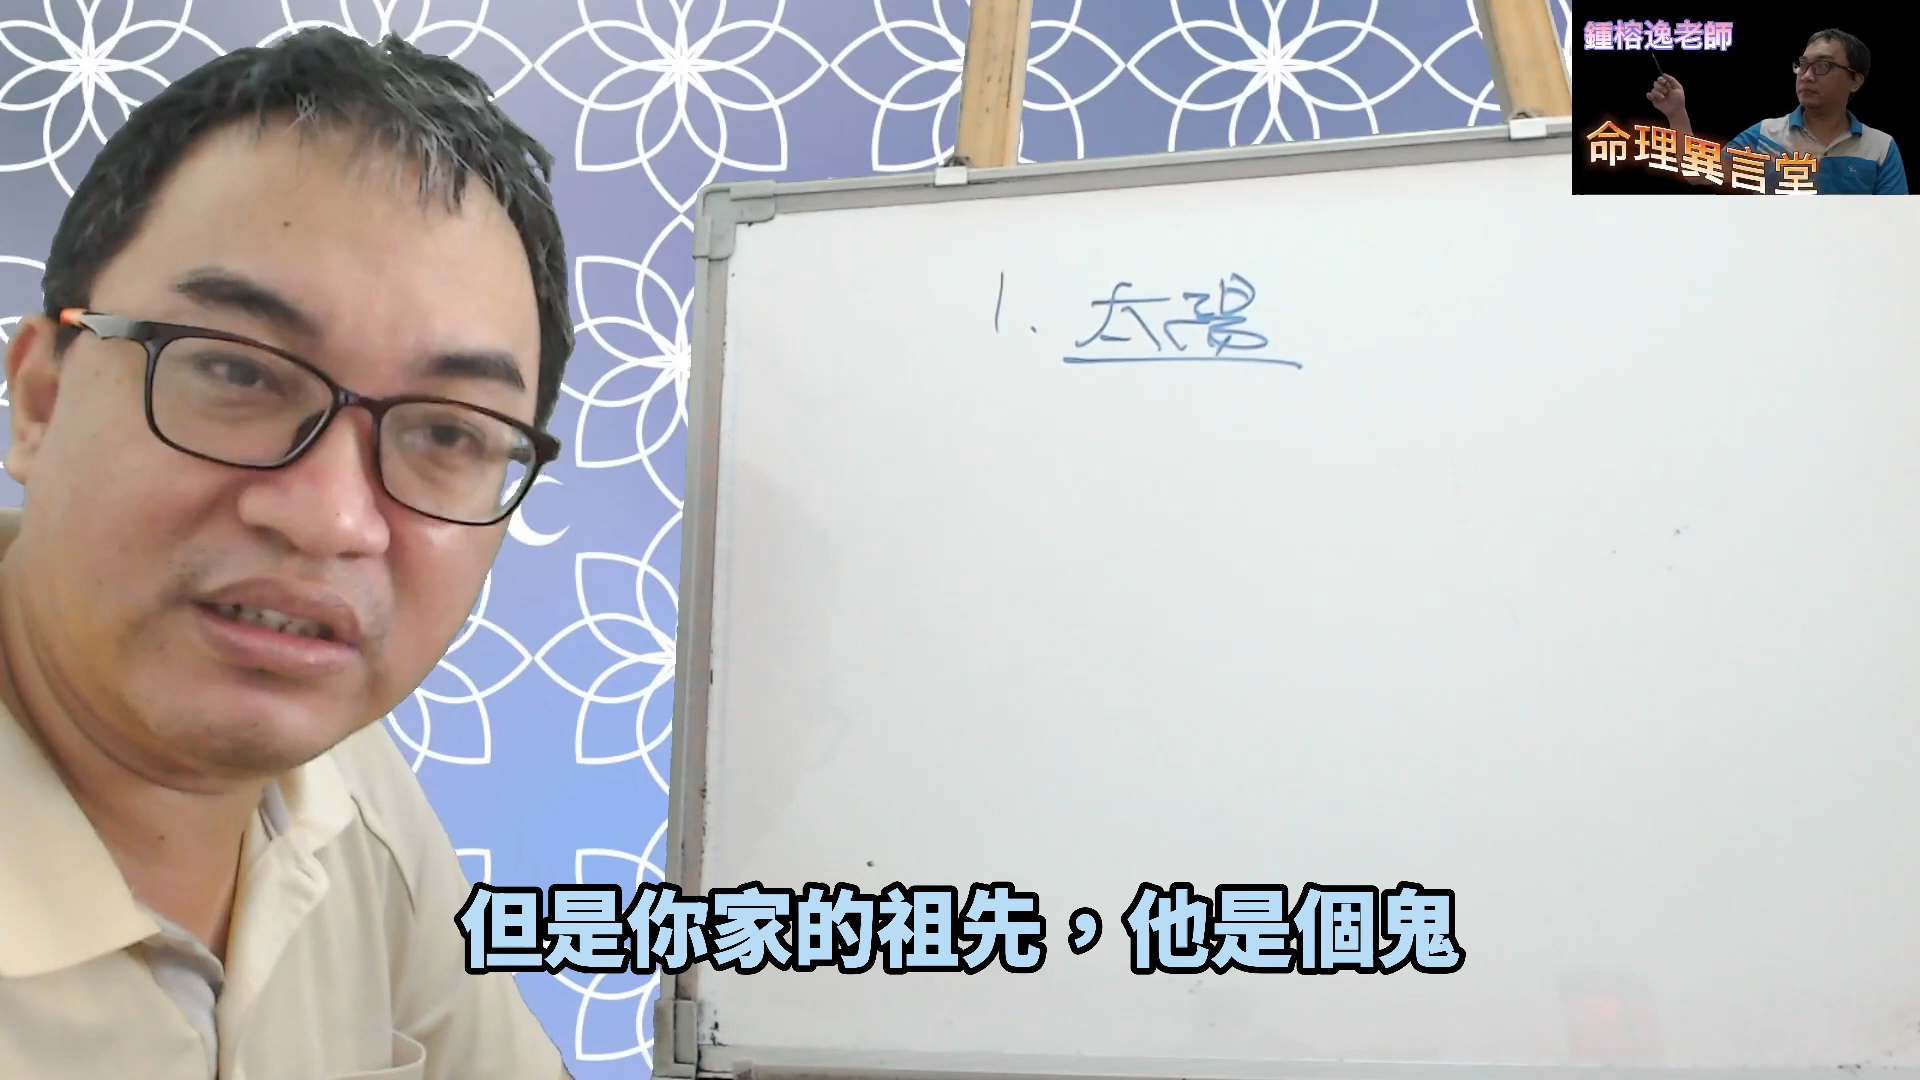 鍾榕逸老師
命理異言堂
1. 太陽
但是你家的祖先，他是個鬼